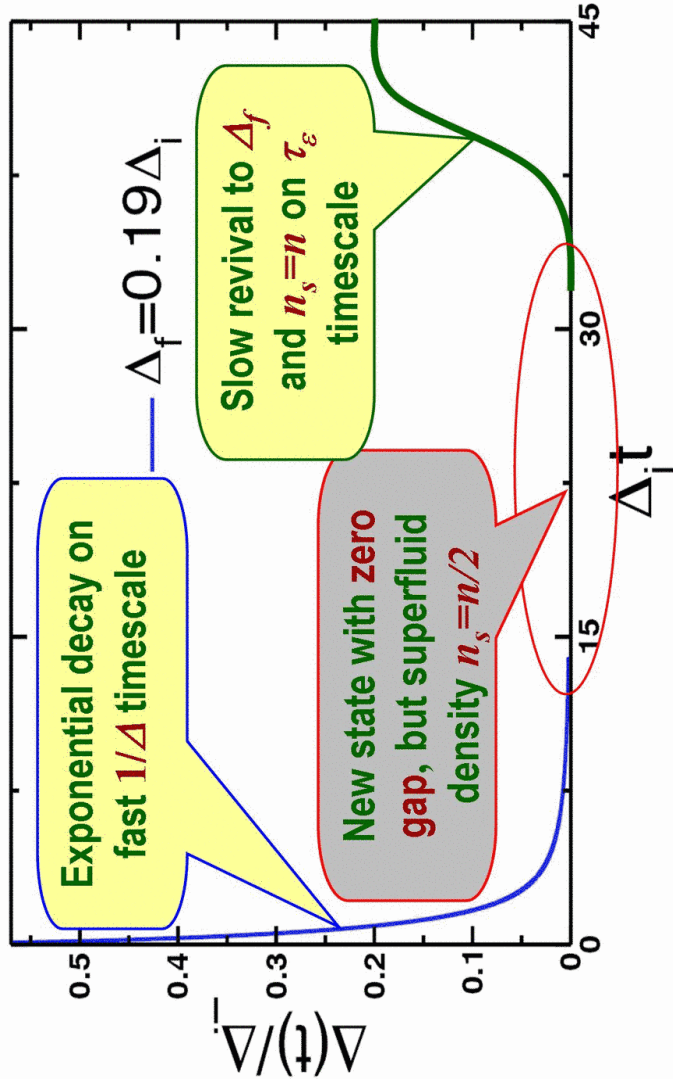 Δ(t)/Δᵢ
0.5
0.4
0.3
0.2
0.1
0
0
15
30
45
Δᵢt
Δf=0.19Δᵢ
Exponential decay on
fast 1/Δ timescale
New state with zero
gap, but superfluid
density nₛ=n/2
Slow revival to Δf
and nₛ=n on τε
timescale